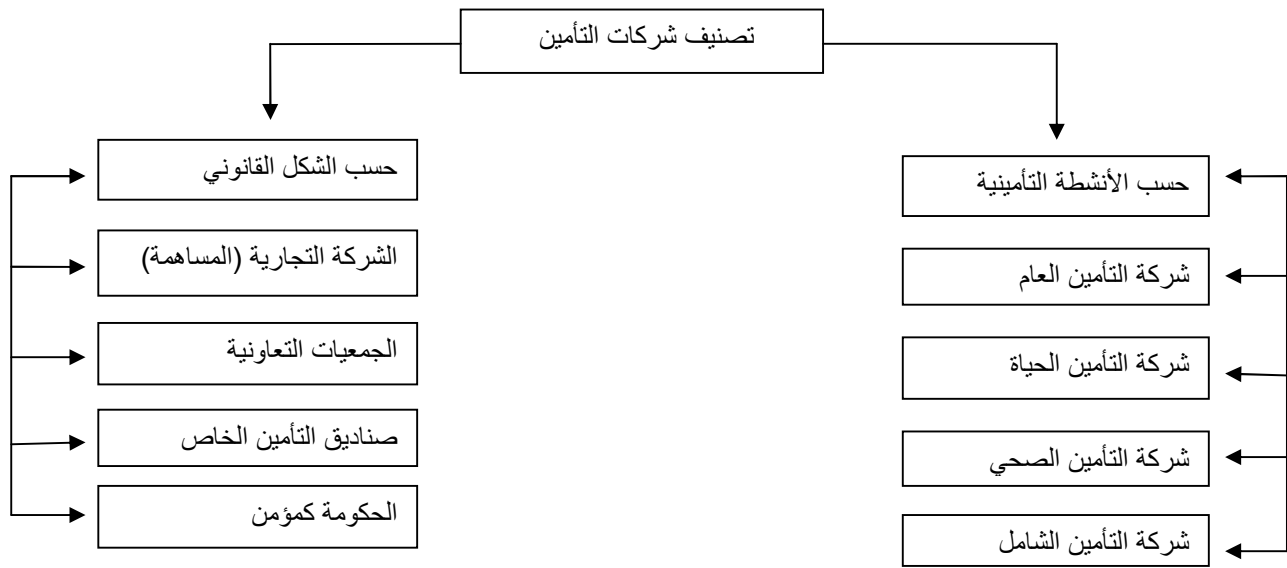 تصنيف شركات التأمين
حسب الأنشطة التأمينية
شركة التأمين العام
شركة التأمين الحياة
شركة التأمين الصحي
شركة التأمين الشامل
حسب الشكل القانوني
الشركة التجارية (المساهمة)
الجمعيات التعاونية
صناديق التأمين الخاص
الحكومة كمؤمن